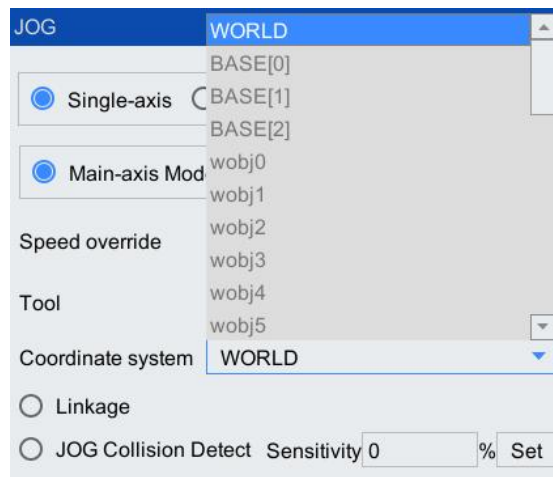 JOG
WORLD
BASE[0]
Single-axis
BASE[1]
BASE[2]
Main-axis Mod
wobj0
wobj1
Speed override
wobj2
wobj3
Tool
wobj4
wobj5
Coordinate system WORLD
Linkage
JOG Collision Detect Sensitivity 0 % Set